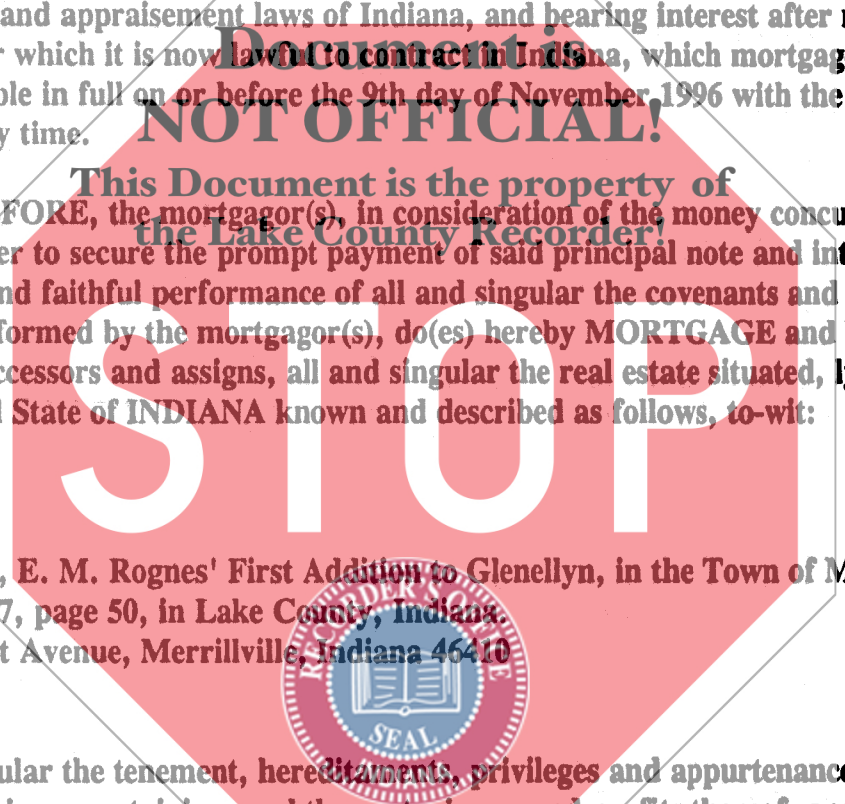 and appraisement laws of Indiana, and bearing interest after
Document is
which it is now lawful to contract in Indiana, which mortgag
ble in full on or before the 9th day of November 1996 with the
NOT OFFICIAL!
y time.
This Document is the property of
FORE, the mortgagor(s), in consideration of the money concu
the Lake County Recorder!
er to secure the prompt payment of said principal note and int
nd faithful performance of all and singular the covenants and
formed by the mortgagor(s), do(es) hereby MORTGAGE and
ccessors and assigns, all and singular the real estate situated, ly
State of INDIANA known and described as follows, to-wit:
STOP
, E. M. Rognes' First Addition to Glenellyn, in the Town of M
7, page 50, in Lake County, Indiana.
t Avenue, Merrillville, Indiana 46410
RECORDER'S OFFICE
SEAL
INDIANA
ular the tenement, hereditaments, privileges and appurtenance